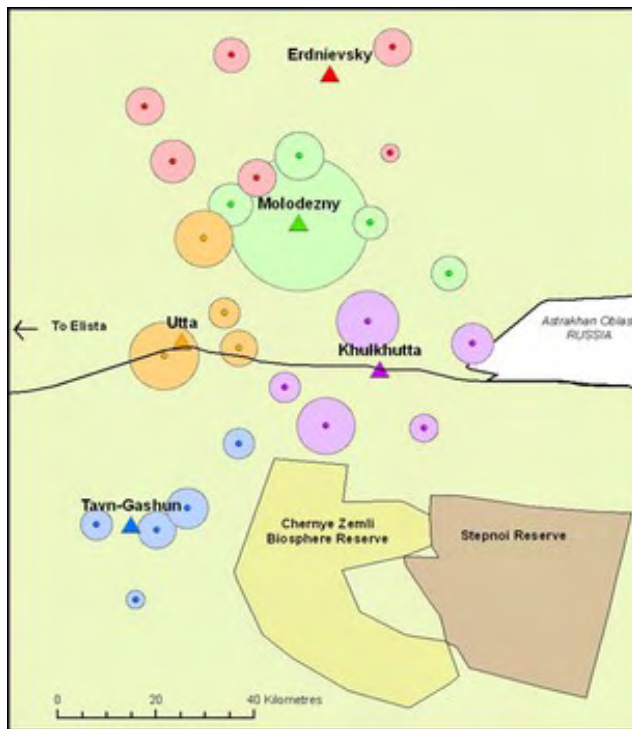 Erdnievsky
Molodezny
To Elista
Utta
Astrakhan Oblas
RUSSIA
Khulkhutta
Tavn-Gashun
Chernye Zemli
Biosphere Reserve
Stepnoi Reserve
0 20 40 Kilometres